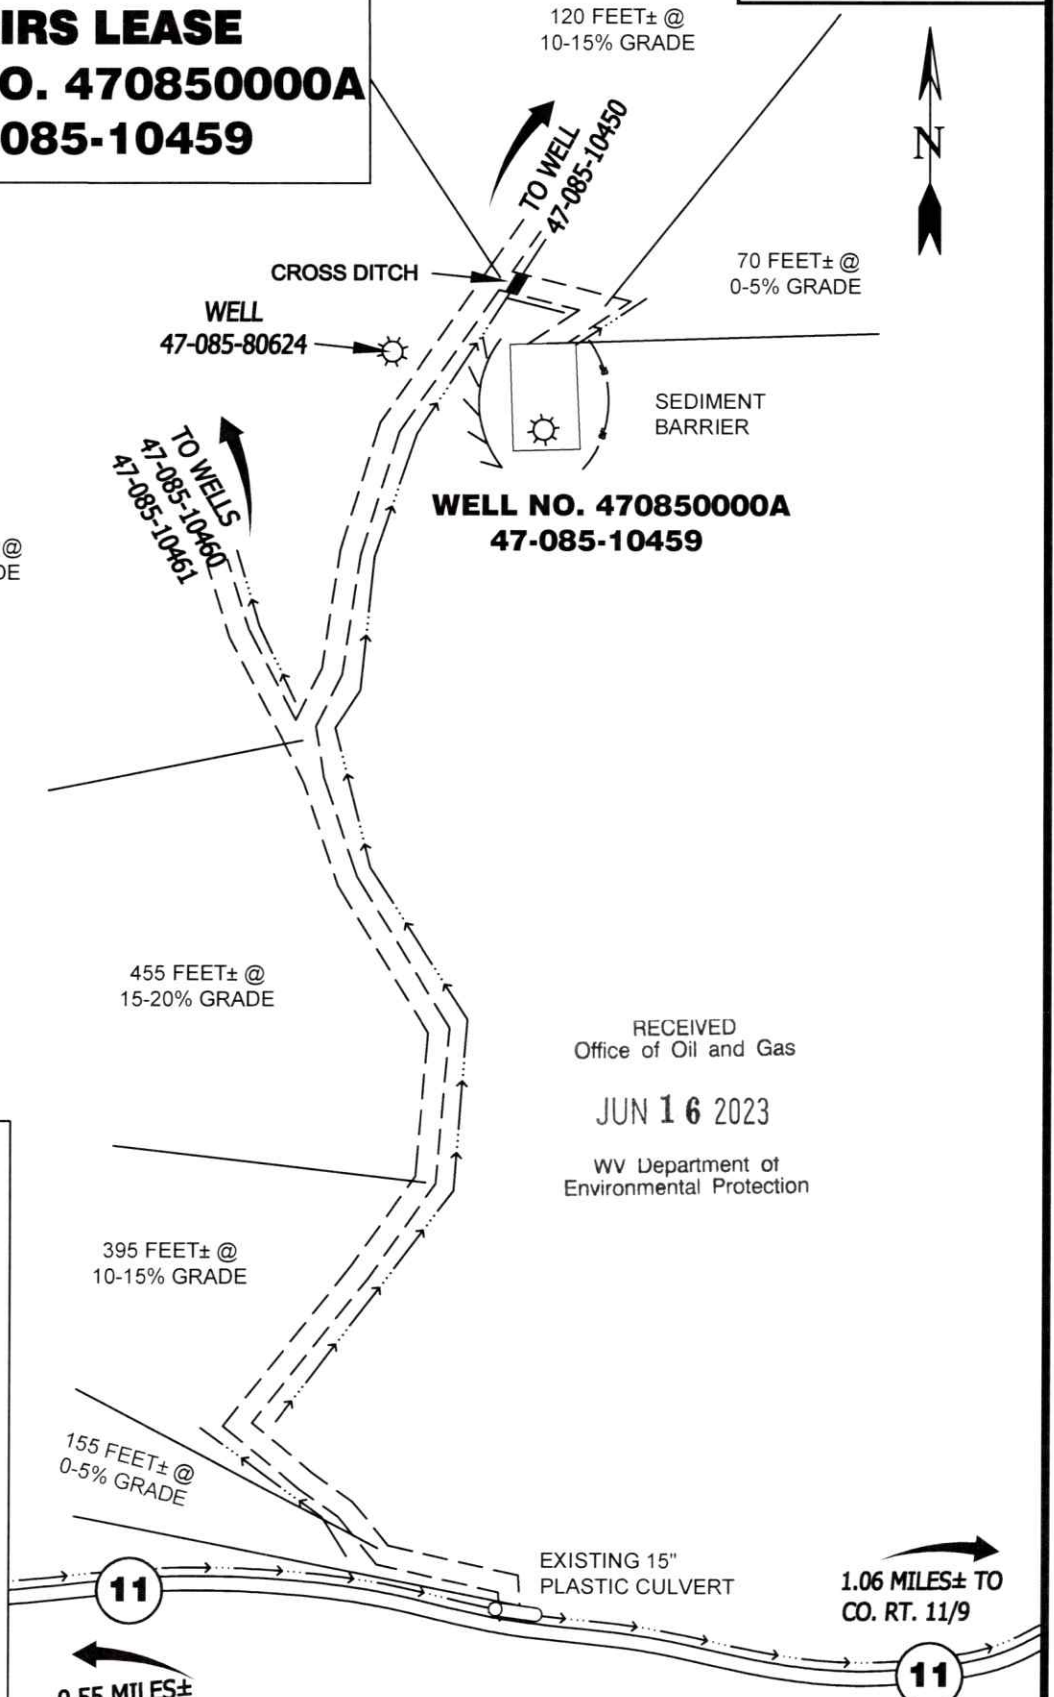 IRS LEASE
O. 470850000A
085-10459
120 FEET± @
10-15% GRADE
N
TO WELL
47-085-10450
CROSS DITCH
70 FEET± @
0-5% GRADE
WELL
47-085-80624
SEDIMENT
BARRIER
TO WELLS
47-085-10460
47-085-10461
WELL NO. 470850000A
47-085-10459
@
DE
455 FEET± @
15-20% GRADE
RECEIVED
Office of Oil and Gas
JUN 16 2023
WV Department of
Environmental Protection
395 FEET± @
10-15% GRADE
155 FEET± @
0-5% GRADE
EXISTING 15"
PLASTIC CULVERT
1.06 MILES± TO
CO. RT. 11/9
11
11
0.55 MILES±